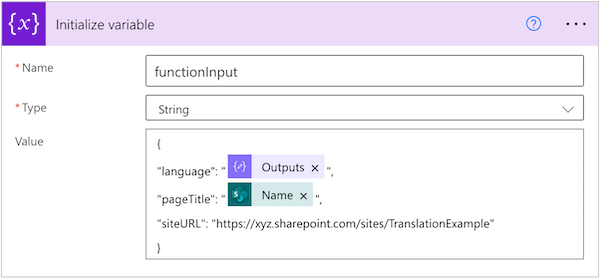 {x} Initialize variable ? ...
* Name functionInput
* Type String
Value {
"language": " {x} Outputs × ",
"pageTitle": " S Name × ",
"siteURL": "https://xyz.sharepoint.com/sites/TranslationExample"
}